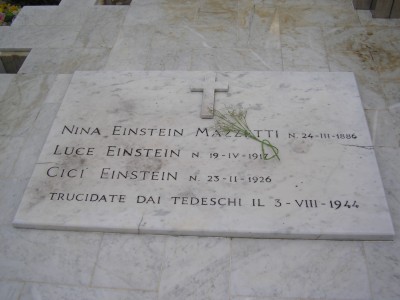 NINA EINSTEIN MAZZETTI N. 24-III-1886
LUCE EINSTEIN N 19-IV-1917
CICI EINSTEIN N. 23-11-1926
TRUCIDATE DAI TEDESCHI IL 3-VIII-1944